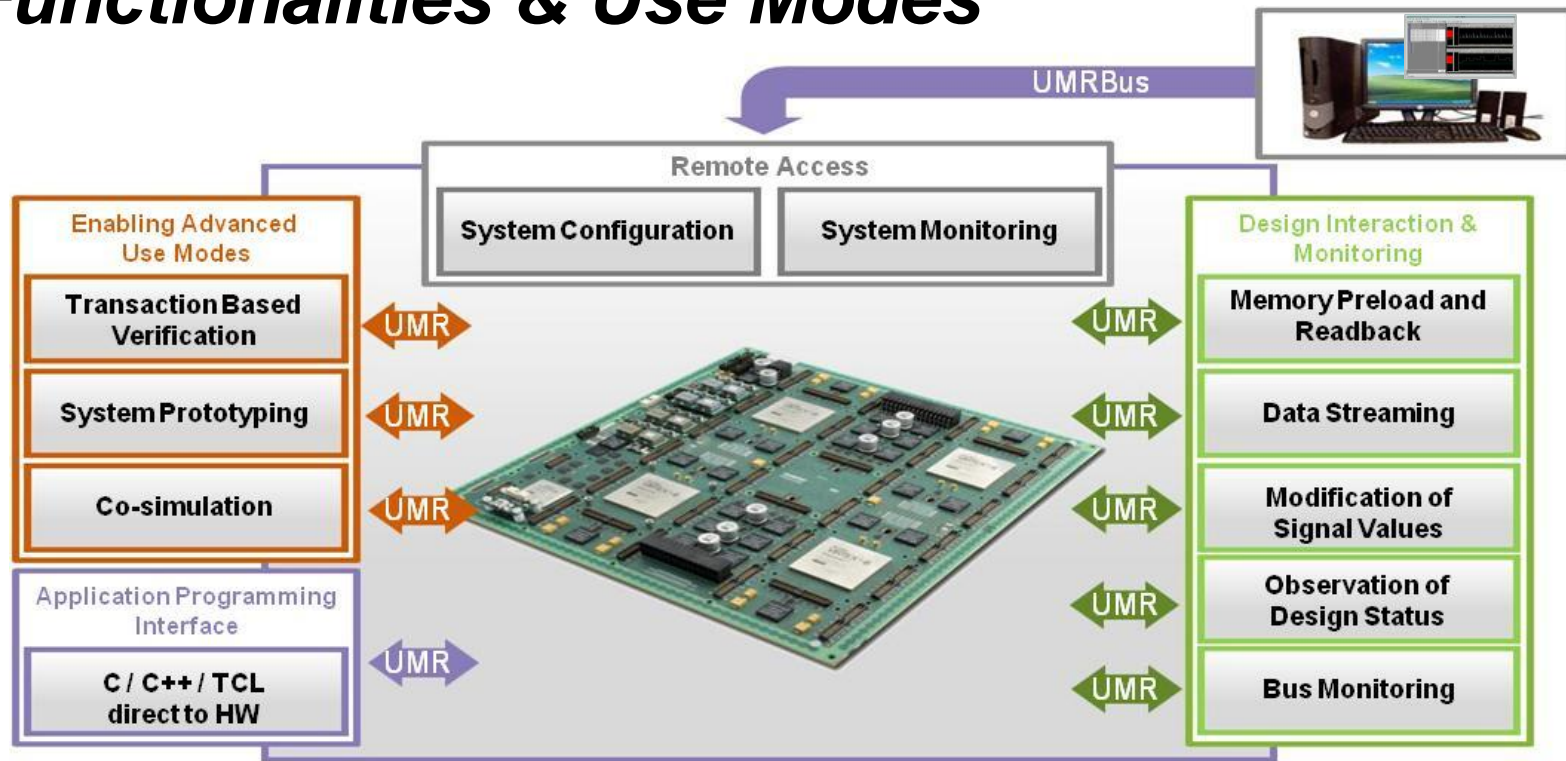 Functionalities & Use Modes
UMRBus
Remote Access
System Configuration
System Monitoring
Enabling Advanced
Use Modes
Transaction Based
Verification
System Prototyping
Co-simulation
Application Programming
Interface
C / C++ / TCL
direct to HW
UMR
UMR
UMR
UMR
Design Interaction &
Monitoring
UMR
UMR
UMR
UMR
UMR
Memory Preload and
Readback
Data Streaming
Modification of
Signal Values
Observation of
Design Status
Bus Monitoring